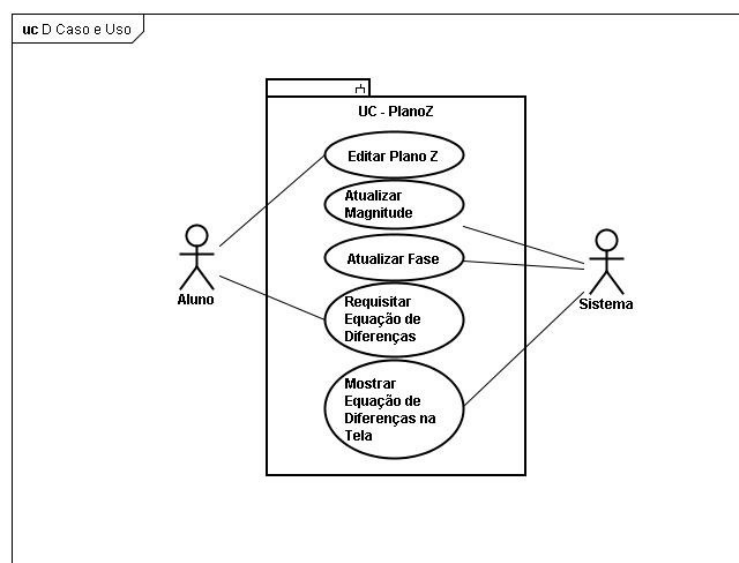 uc D Caso e Uso
UC - PlanoZ
Editar Plano Z
Atualizar
Magnitude
Atualizar Fase
Aluno
Sistema
Requisitar
Equação de
Diferenças
Mostrar
Equação de
Diferenças na
Tela